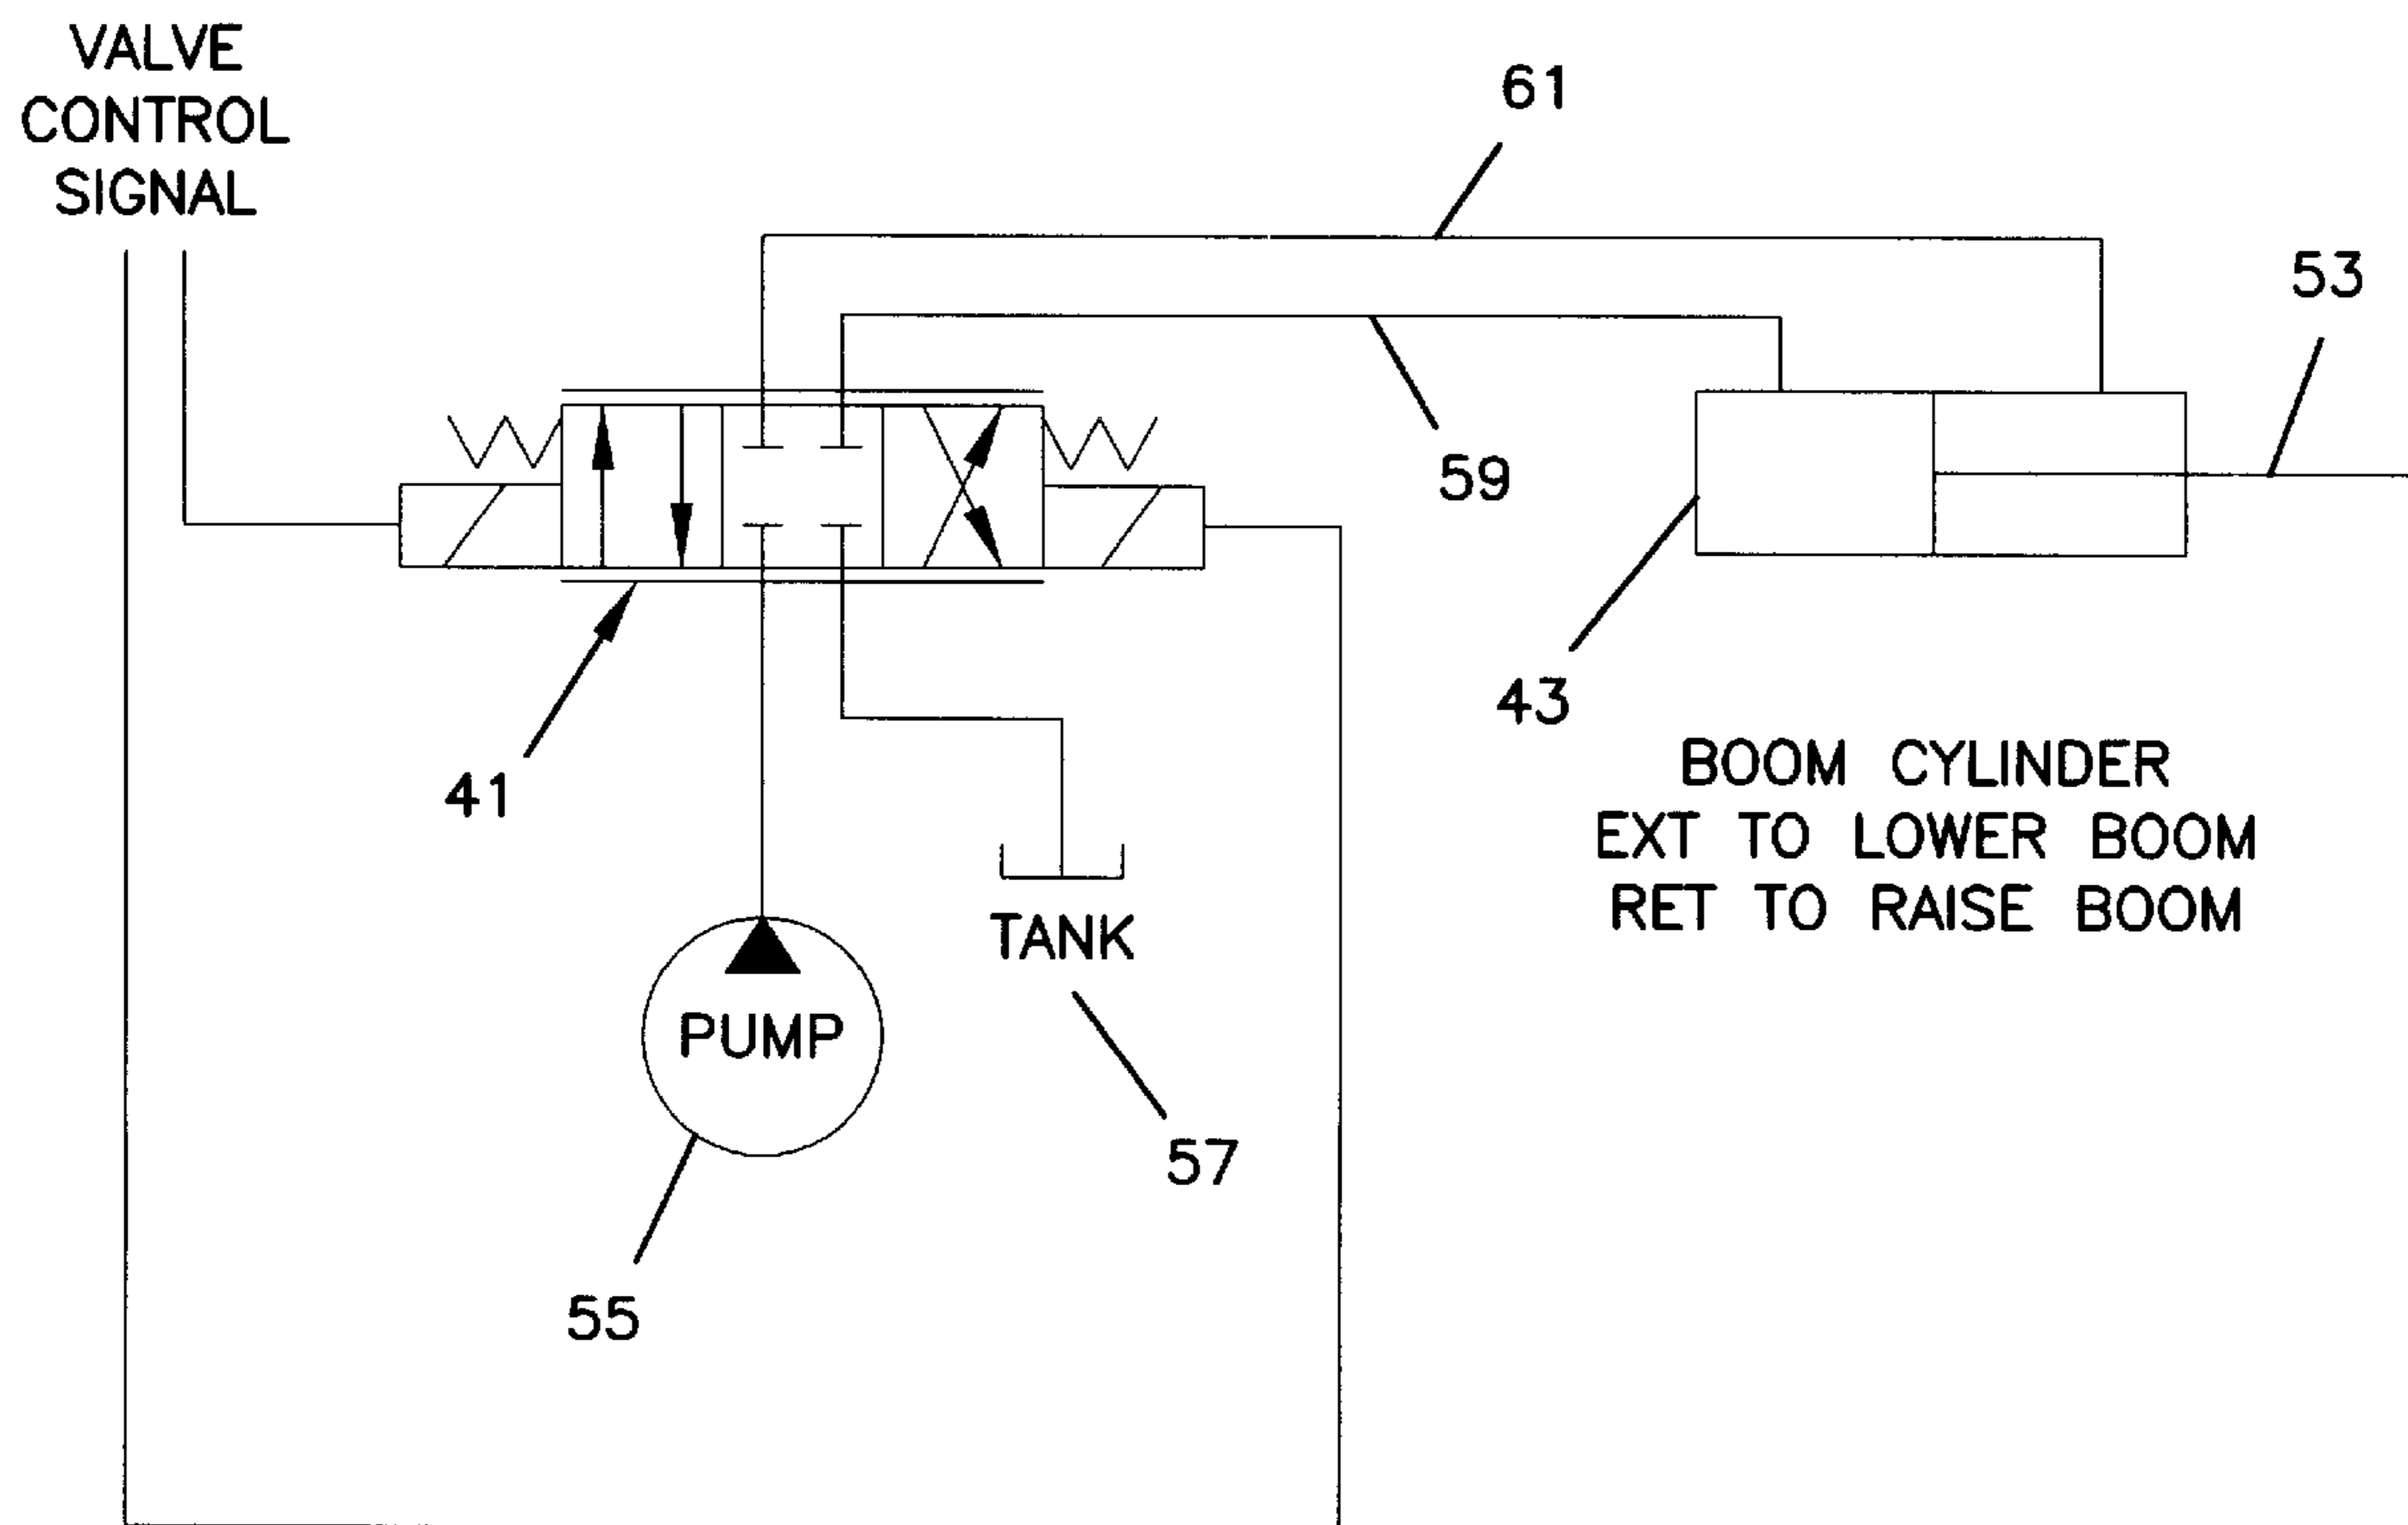 VALVE
CONTROL
SIGNAL
61
53
59
43
41
BOOM CYLINDER
EXT TO LOWER BOOM
RET TO RAISE BOOM
TANK
PUMP
57
55